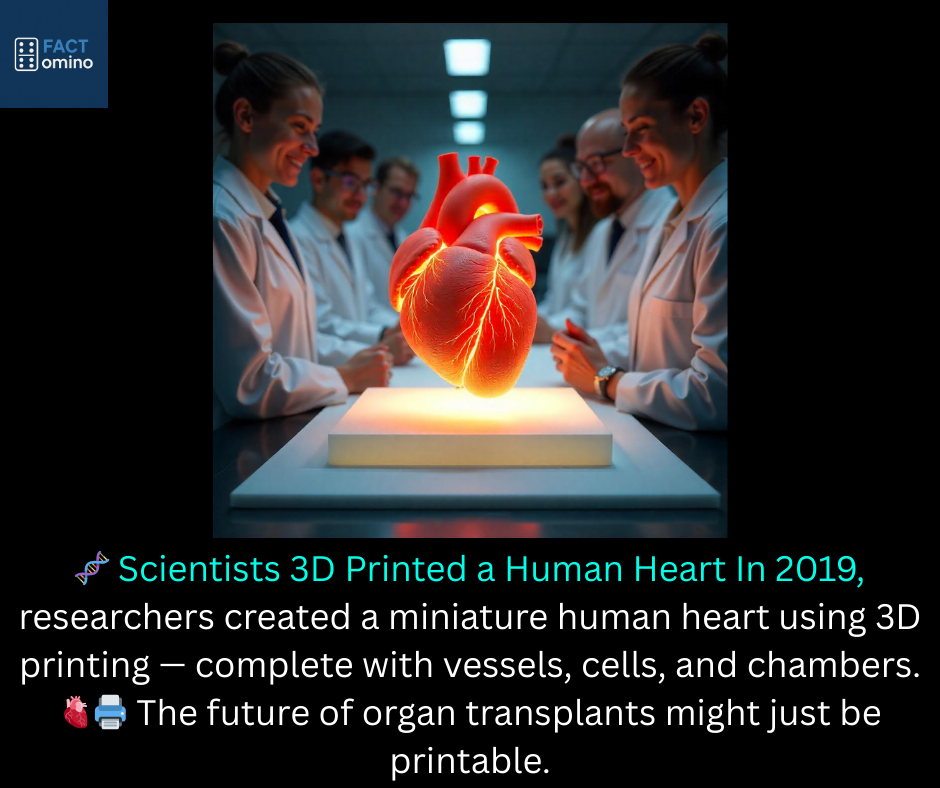 FACT
omino
🧬 Scientists 3D Printed a Human Heart In 2019,
researchers created a miniature human heart using 3D
printing — complete with vessels, cells, and chambers.
🫀🖨️ The future of organ transplants might just be
printable.